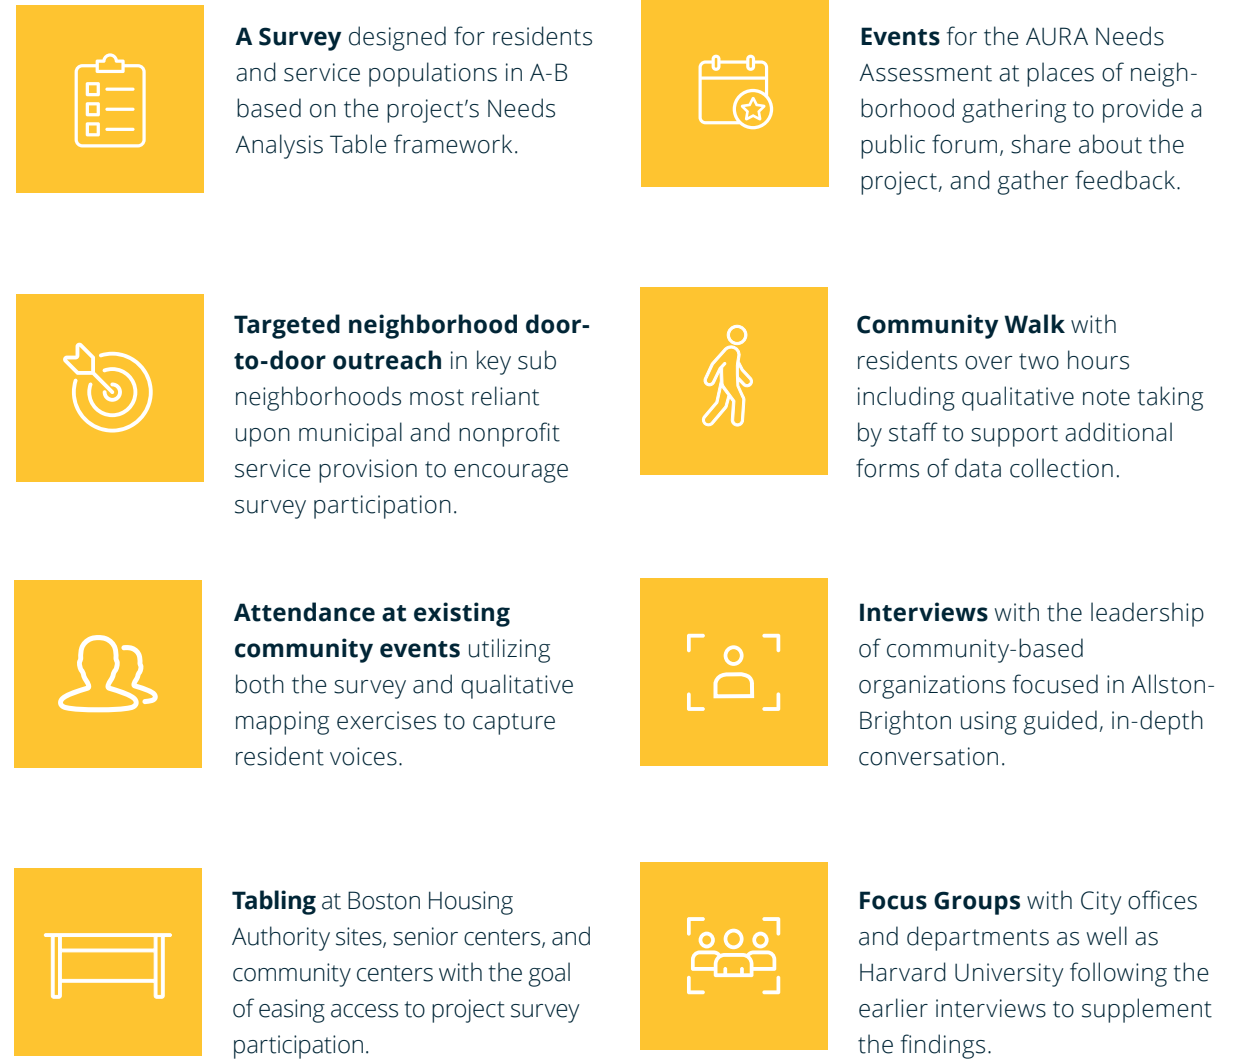 A Survey designed for residents
and service populations in A-B
based on the project's Needs
Analysis Table framework.
Events for the AURA Needs
Assessment at places of neigh-
borhood gathering to provide a
public forum, share about the
project, and gather feedback.
Targeted neighborhood door-
to-door outreach in key sub
neighborhoods most reliant
upon municipal and nonprofit
service provision to encourage
survey participation.
Community Walk with
residents over two hours
including qualitative note taking
by staff to support additional
forms of data collection.
Attendance at existing
community events utilizing
both the survey and qualitative
mapping exercises to capture
resident voices.
Interviews with the leadership
of community-based
organizations focused in Allston-
Brighton using guided, in-depth
conversation.
Tabling at Boston Housing
Authority sites, senior centers, and
community centers with the goal
of easing access to project survey
participation.
Focus Groups with City offices
and departments as well as
Harvard University following the
earlier interviews to supplement
the findings.